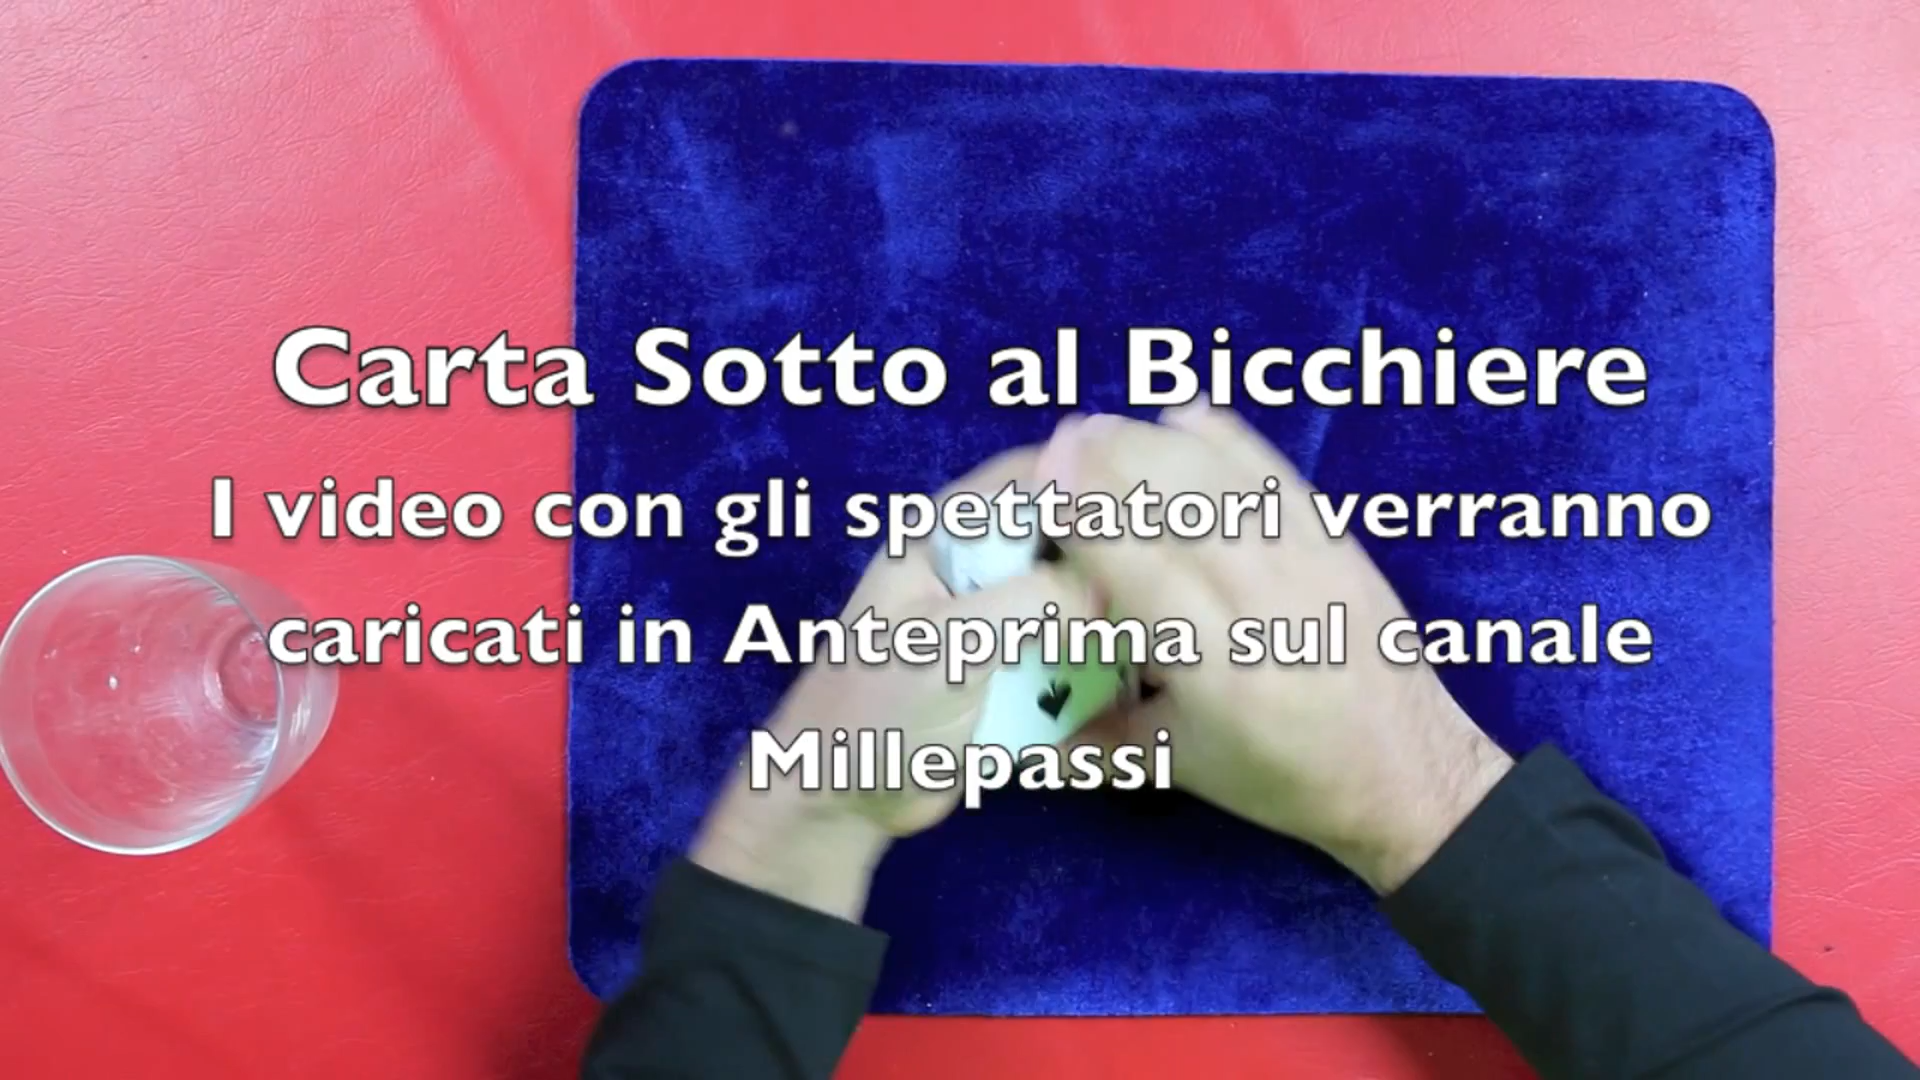 Carta Sotto al Bicchiere
I video con gli spettatori verranno
caricati in Anteprima sul canale
Millepassi